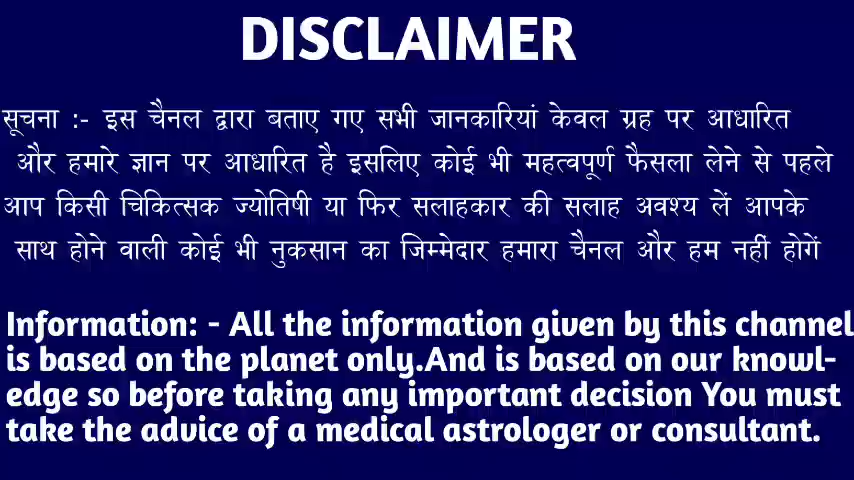 DISCLAIMER
सूचना :- इस चैनल द्वारा बताए गए सभी जानकारियां केवल ग्रह पर आधारित
और हमारे ज्ञान पर आधारित है इसलिए कोई भी महत्वपूर्ण फैसला लेने से पहले
आप किसी चिकित्सक ज्योतिषी या फिर सलाहकार की सलाह अवश्य लें आपके
साथ होने वाली कोई भी नुकसान का जिम्मेदार हमारा चैनल और हम नहीं होगें
Information: - All the information given by this channel
is based on the planet only.And is based on our knowl-
edge so before taking any important decision You must
take the advice of a medical astrologer or consultant.